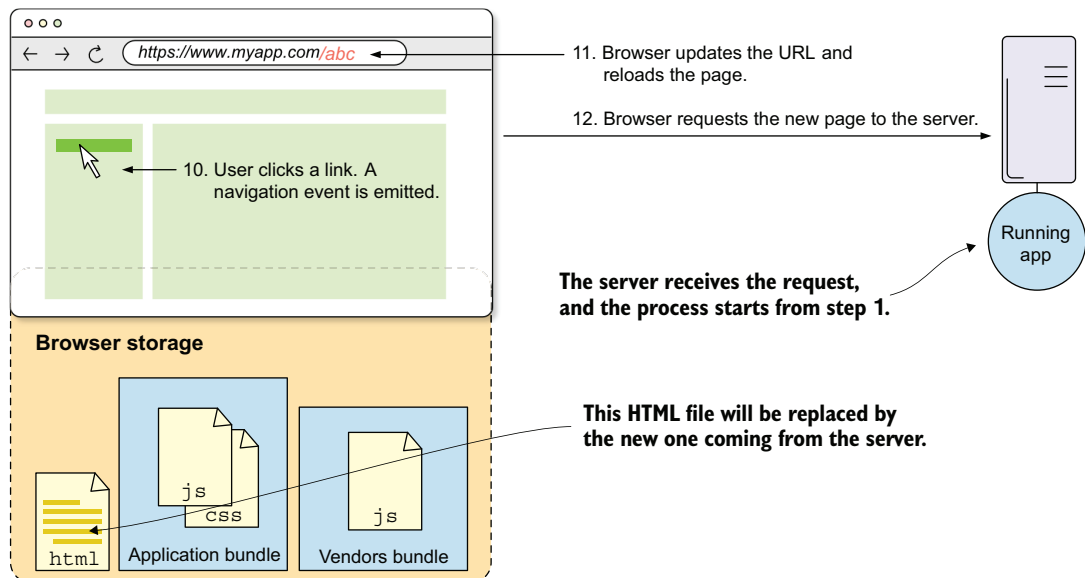 https://www.myapp.com/abc
11. Browser updates the URL and
reloads the page.
12. Browser requests the new page to the server.
10. User clicks a link. A
navigation event is emitted.
Running
app
The server receives the request,
and the process starts from step 1.
Browser storage
This HTML file will be replaced by
the new one coming from the server.
html
js
css
Application bundle
js
Vendors bundle